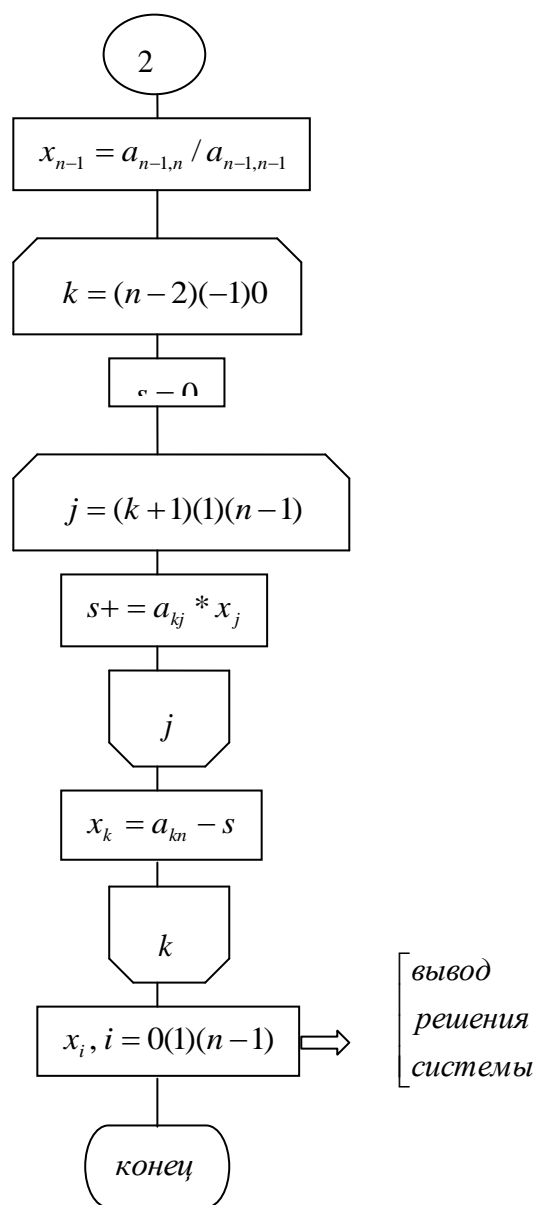 2
x_{n-1} = a_{n-1,n} / a_{n-1,n-1}
k = (n-2)(-1)0
s = 0
j = (k+1)(1)(n-1)
s+ = a_{kj} * x_j
j
x_k = a_{kn} - s
k
x_i, i = 0(1)(n-1)
вывод
решения
системы
конец